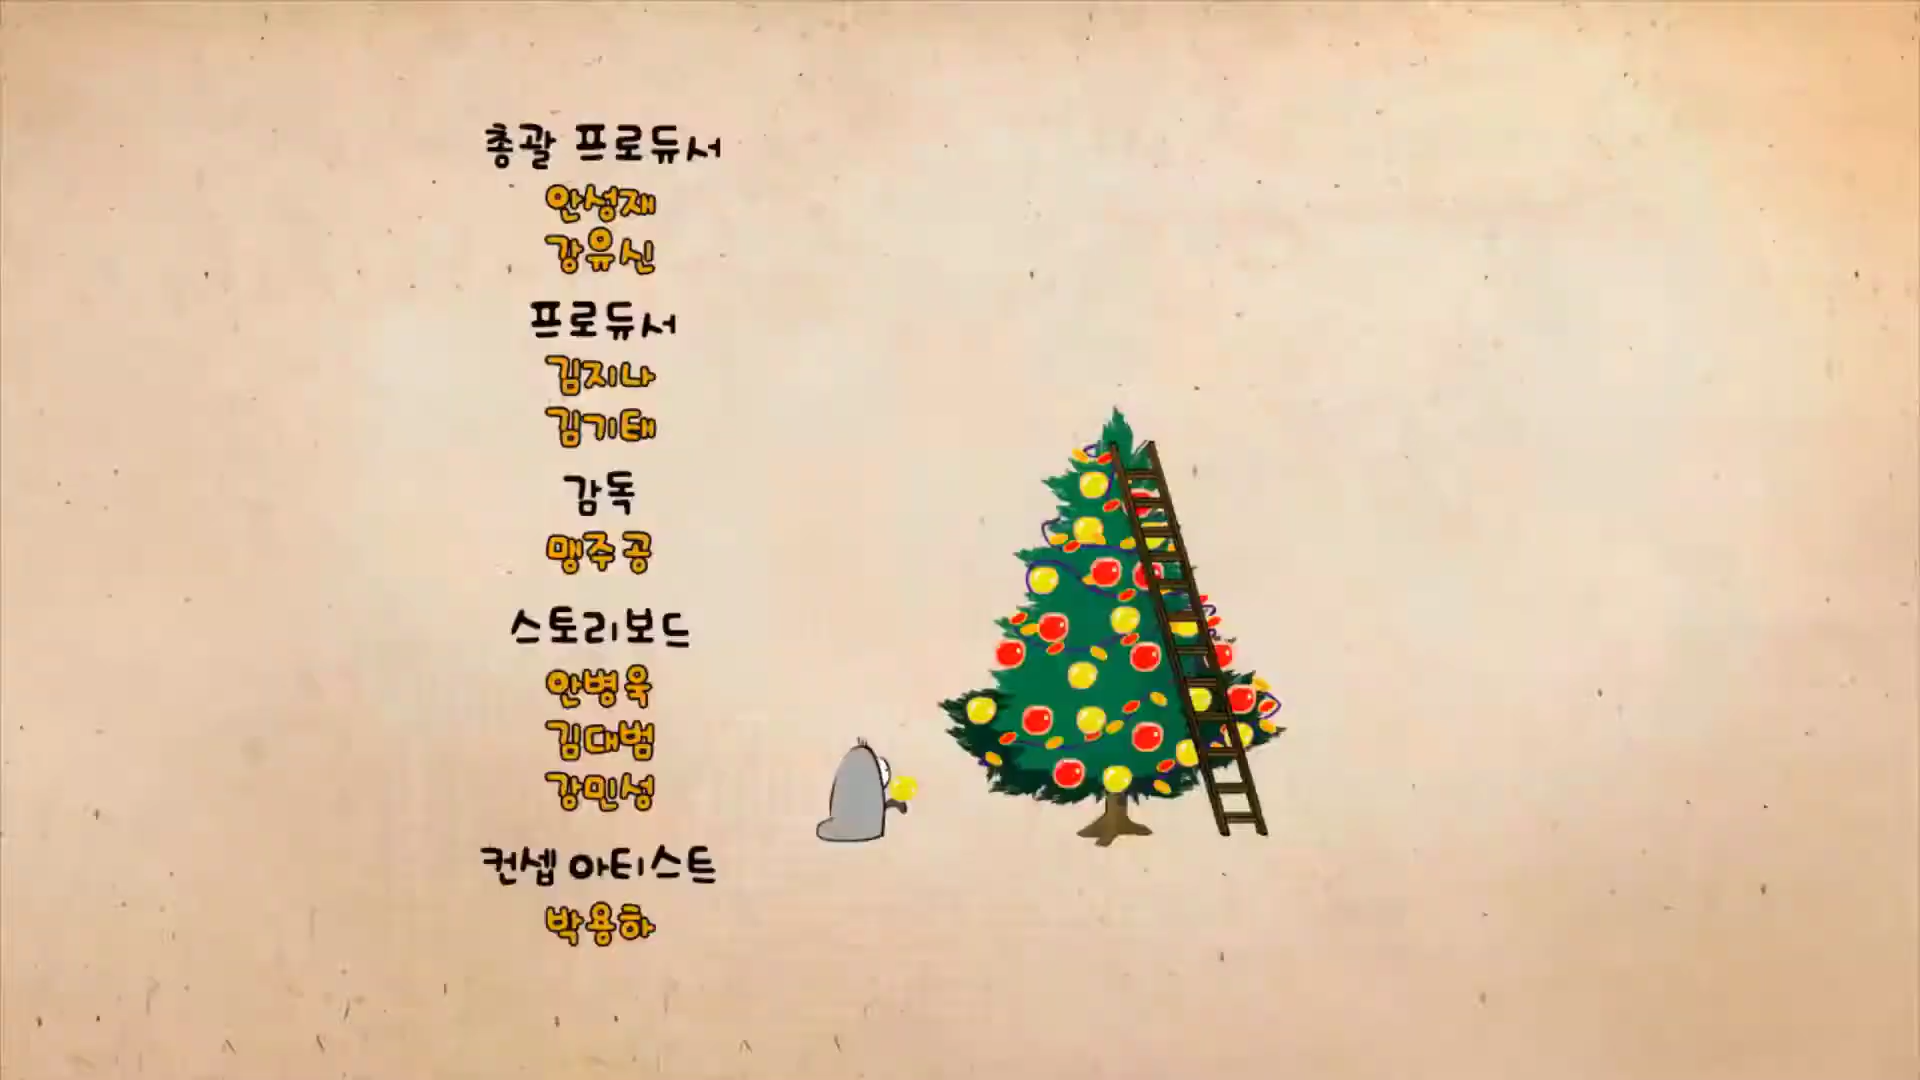 총괄 프로듀서
안성재
강유신
프로듀서
김지나
김기태
감독
맹주공
스토리보드
안병욱
김대범
강민성
컨셉 아티스트
박용하